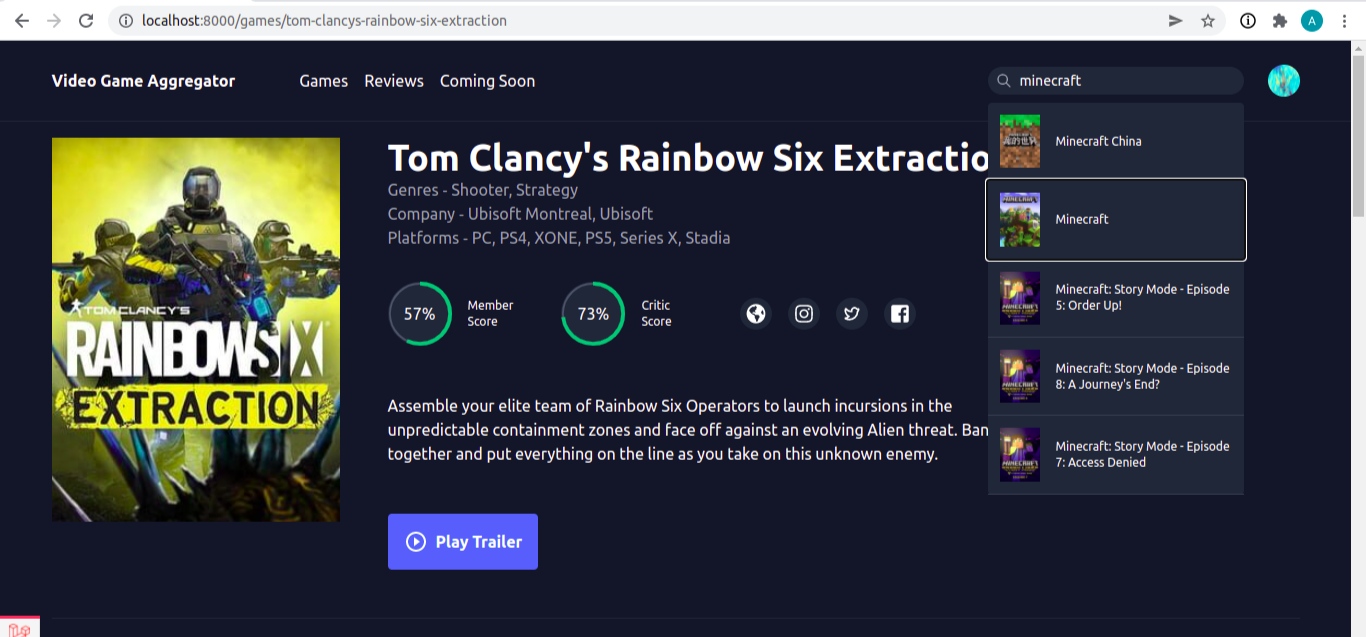 localhost:8000/games/tom-clancys-rainbow-six-extraction
A
Video Game Aggregator
Games
Reviews
Coming Soon
minecraft
Minecraft China
Minecraft
Minecraft: Story Mode - Episode
5: Order Up!
Minecraft: Story Mode - Episode
8: A Journey's End?
Minecraft: Story Mode - Episode
7: Access Denied
TOM CLANCY'S
RAINBOW SIX
EXTRACTION
Tom Clancy's Rainbow Six Extractio
Genres - Shooter, Strategy
Company - Ubisoft Montreal, Ubisoft
Platforms - PC, PS4, XONE, PS5, Series X, Stadia
57%
Member
Score
73%
Critic
Score
Assemble your elite team of Rainbow Six Operators to launch incursions in the
unpredictable containment zones and face off against an evolving Alien threat. Ban
together and put everything on the line as you take on this unknown enemy.
Play Trailer